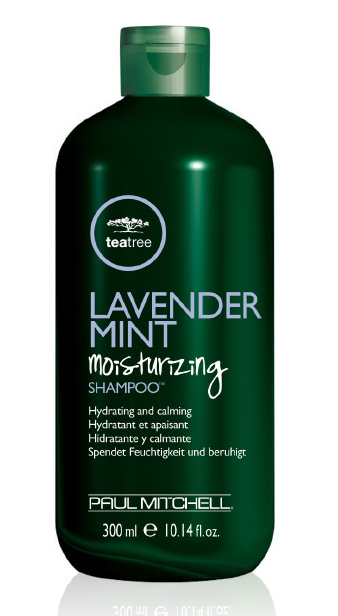 teatree
LAVENDER
MINT
moisturizing
SHAMPOO™
Hydrating and calming
Hydratant et apaisant
Hidratante y calmante
Spendet Feuchtigkeit und beruhigt
PAUL MITCHELL®
300 ml ℮ 10.14 fl.oz.